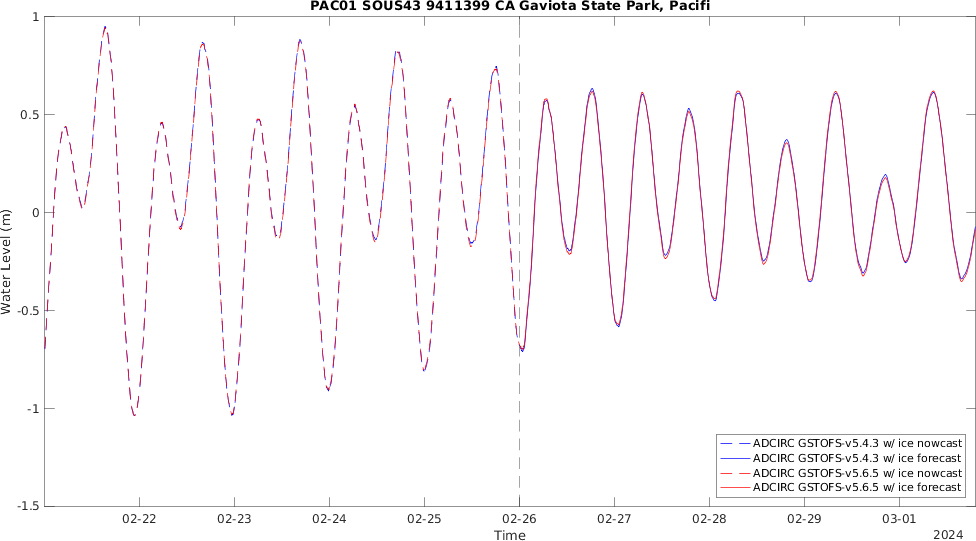 PAC01 SOUS43 9411399 CA Gaviota State Park, Pacifi
1
0.5
0
-0.5
-1
-1.5
Water Level (m)
02-22
02-23
02-24
02-25
02-26
02-27
02-28
02-29
03-01
Time
2024
ADCIRC GSTOFS-v5.4.3 w/ ice nowcast
ADCIRC GSTOFS-v5.4.3 w/ ice forecast
ADCIRC GSTOFS-v5.6.5 w/ ice nowcast
ADCIRC GSTOFS-v5.6.5 w/ ice forecast